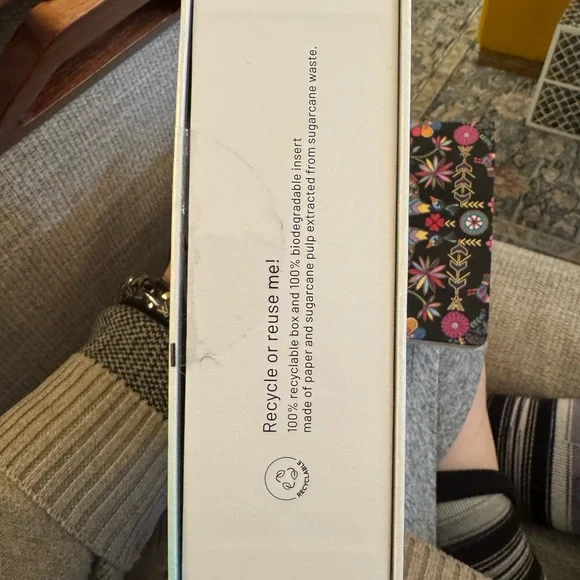 Recycle or reuse me!
100% recyclable box and 100% biodegradable insert
made of paper and sugarcane pulp extracted from sugarcane waste.
RECYCLABLE